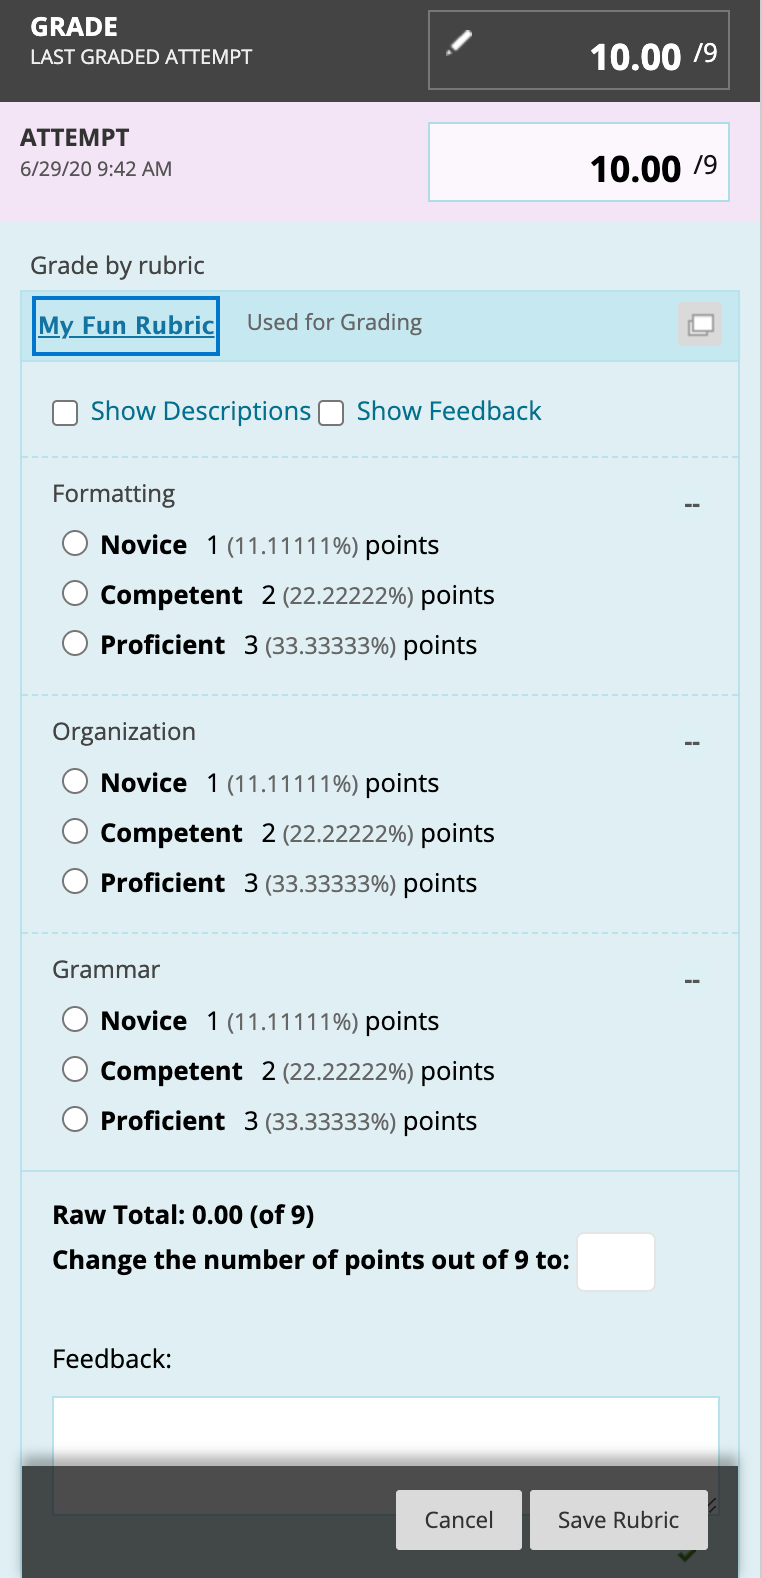 GRADE
LAST GRADED ATTEMPT
10.00 /9
ATTEMPT
6/29/20 9:42 AM
10.00 /9
Grade by rubric
My Fun Rubric Used for Grading
Show Descriptions Show Feedback
Formatting --
Novice 1 (11.11111%) points
Competent 2 (22.22222%) points
Proficient 3 (33.33333%) points
Organization --
Novice 1 (11.11111%) points
Competent 2 (22.22222%) points
Proficient 3 (33.33333%) points
Grammar --
Novice 1 (11.11111%) points
Competent 2 (22.22222%) points
Proficient 3 (33.33333%) points
Raw Total: 0.00 (of 9)
Change the number of points out of 9 to:
Feedback:
Cancel Save Rubric